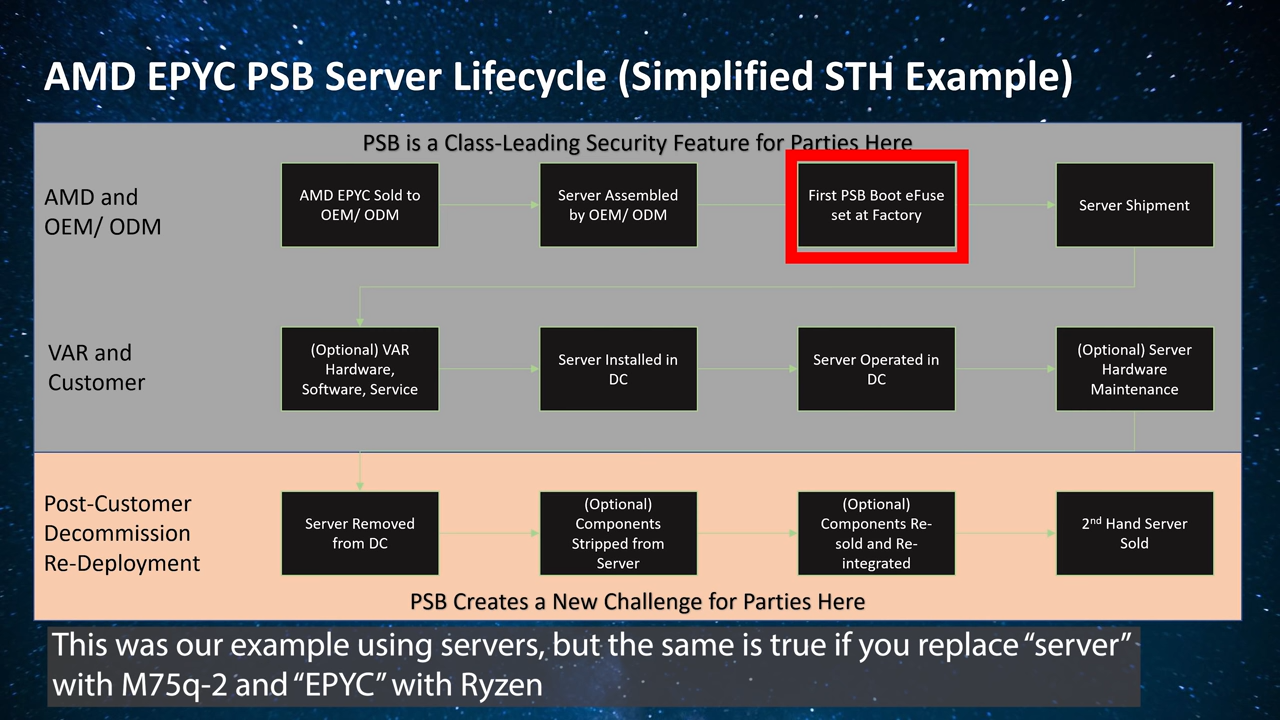 AMD EPYC PSB Server Lifecycle (Simplified STH Example)
PSB is a Class-Leading Security Feature for Parties Here
AMD and
OEM/ ODM
AMD EPYC Sold to
OEM/ ODM
Server Assembled
by OEM/ ODM
First PSB Boot eFuse
set at Factory
Server Shipment
VAR and
Customer
(Optional) VAR
Hardware,
Software, Service
Server Installed in
DC
Server Operated in
DC
(Optional) Server
Hardware
Maintenance
Post-Customer
Decommission
Re-Deployment
Server Removed
from DC
(Optional)
Components
Stripped from
Server
(Optional)
Components Re-
sold and Re-
integrated
2nd Hand Server
Sold
PSB Creates a New Challenge for Parties Here
This was our example using servers, but the same is true if you replace “server”
with M75q-2 and “EPYC” with Ryzen